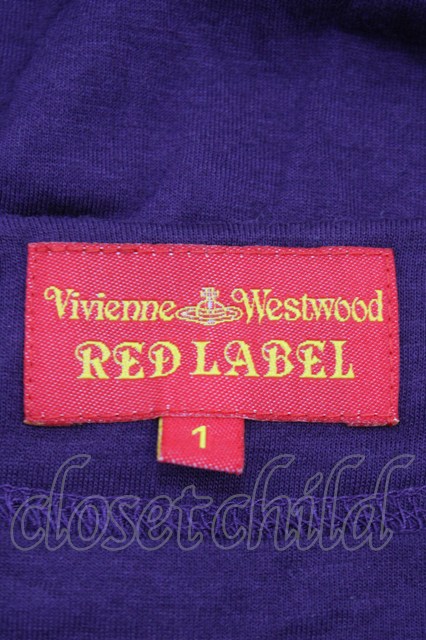 Vivienne Westwood
RED LABEL
1
closetchild